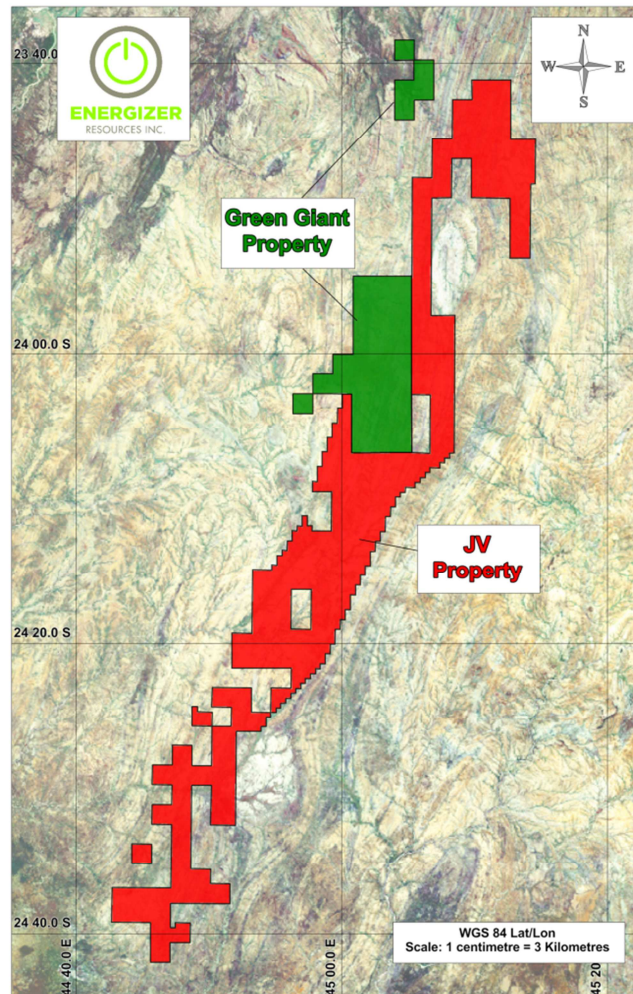 23 40.
ENERGIZER
RESOURCES INC.
N
W E
S
Green Giant
Property
24 00.0 S
JV
Property
24 20.0 S
24 40.0 S
WGS 84 Lat/Lon
Scale: 1 centimetre = 3 Kilometres
44 40.0 E
45 00.0 E
45 20